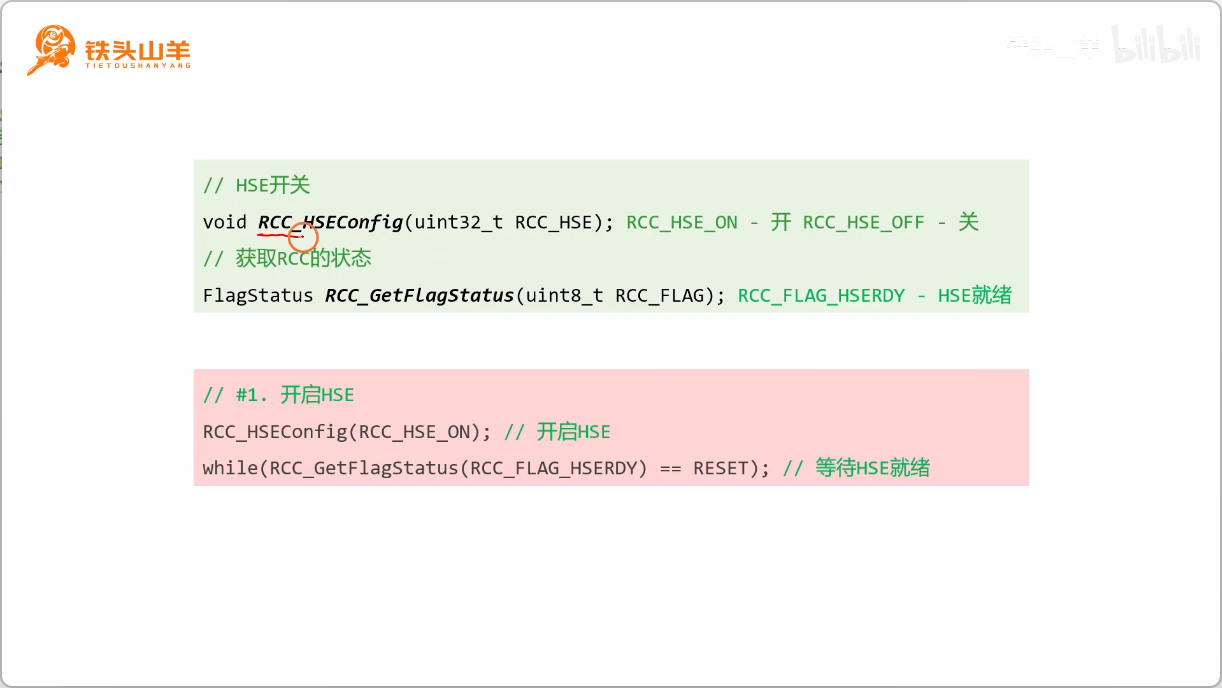 铁头山羊
TIETOUSHANYANG
bilibili
// HSE开关
void RCC_HSEConfig(uint32_t RCC_HSE); RCC_HSE_ON - 开 RCC_HSE_OFF - 关
// 获取RCC的状态
FlagStatus RCC_GetFlagStatus(uint8_t RCC_FLAG); RCC_FLAG_HSERDY - HSE就绪
// #1. 开启HSE
RCC_HSEConfig(RCC_HSE_ON); // 开启HSE
while(RCC_GetFlagStatus(RCC_FLAG_HSERDY) == RESET); // 等待HSE就绪